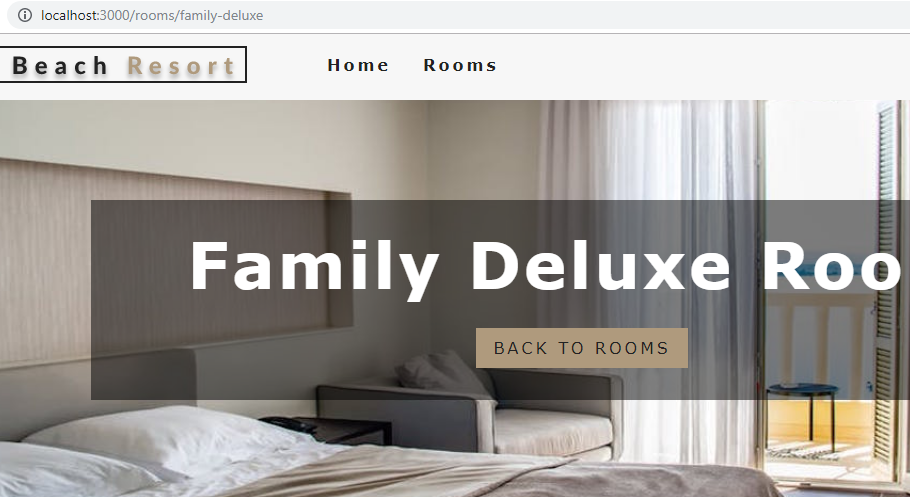 localhost:3000/rooms/family-deluxe
Beach Resort
Home Rooms
Family Deluxe Roo
BACK TO ROOMS